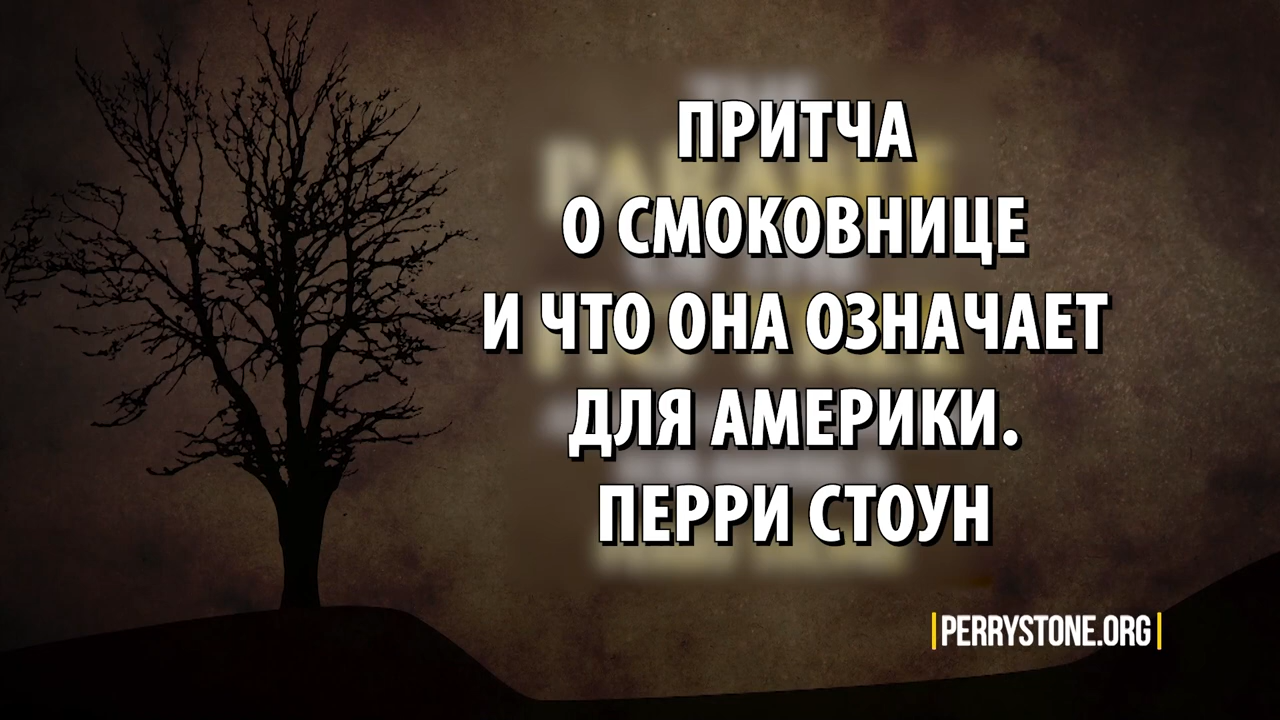 ПРИТЧА
О СМОКОВНИЦЕ
И ЧТО ОНА ОЗНАЧАЕТ
ДЛЯ АМЕРИКИ.
ПЕРРИ СТОУН
|PERRYSTONE.ORG|